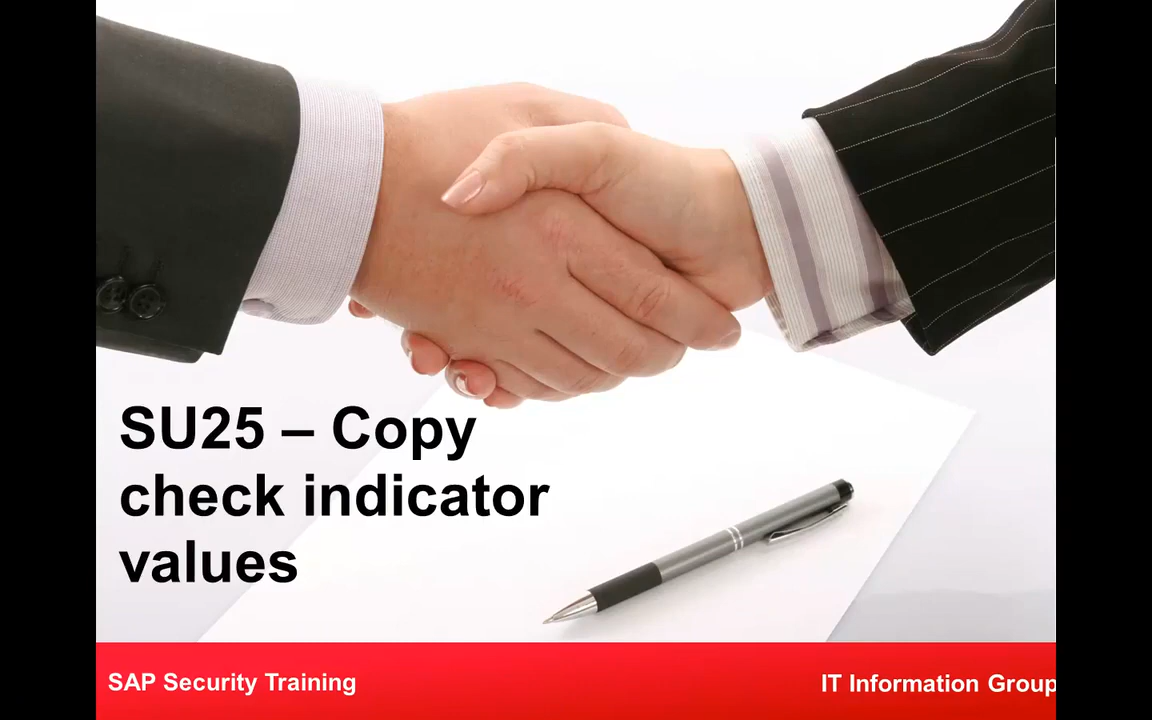 SU25 – Copy
check indicator
values
SAP Security Training
IT Information Group